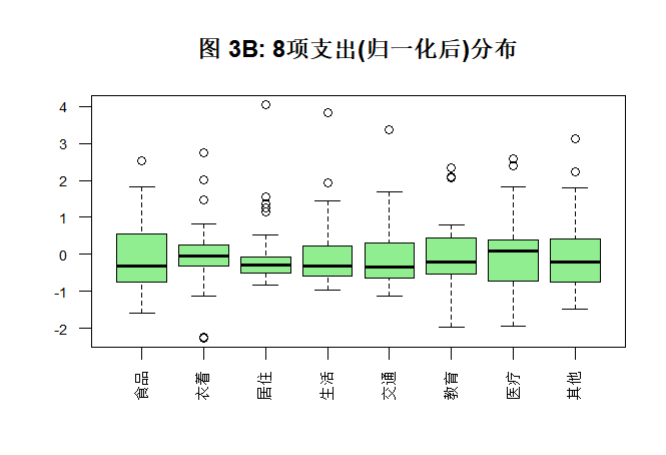 图 3B: 8项支出(归一化后)分布
4
3
2
1
0
-1
-2
食品
衣着
居住
生活
交通
教育
医疗
其他